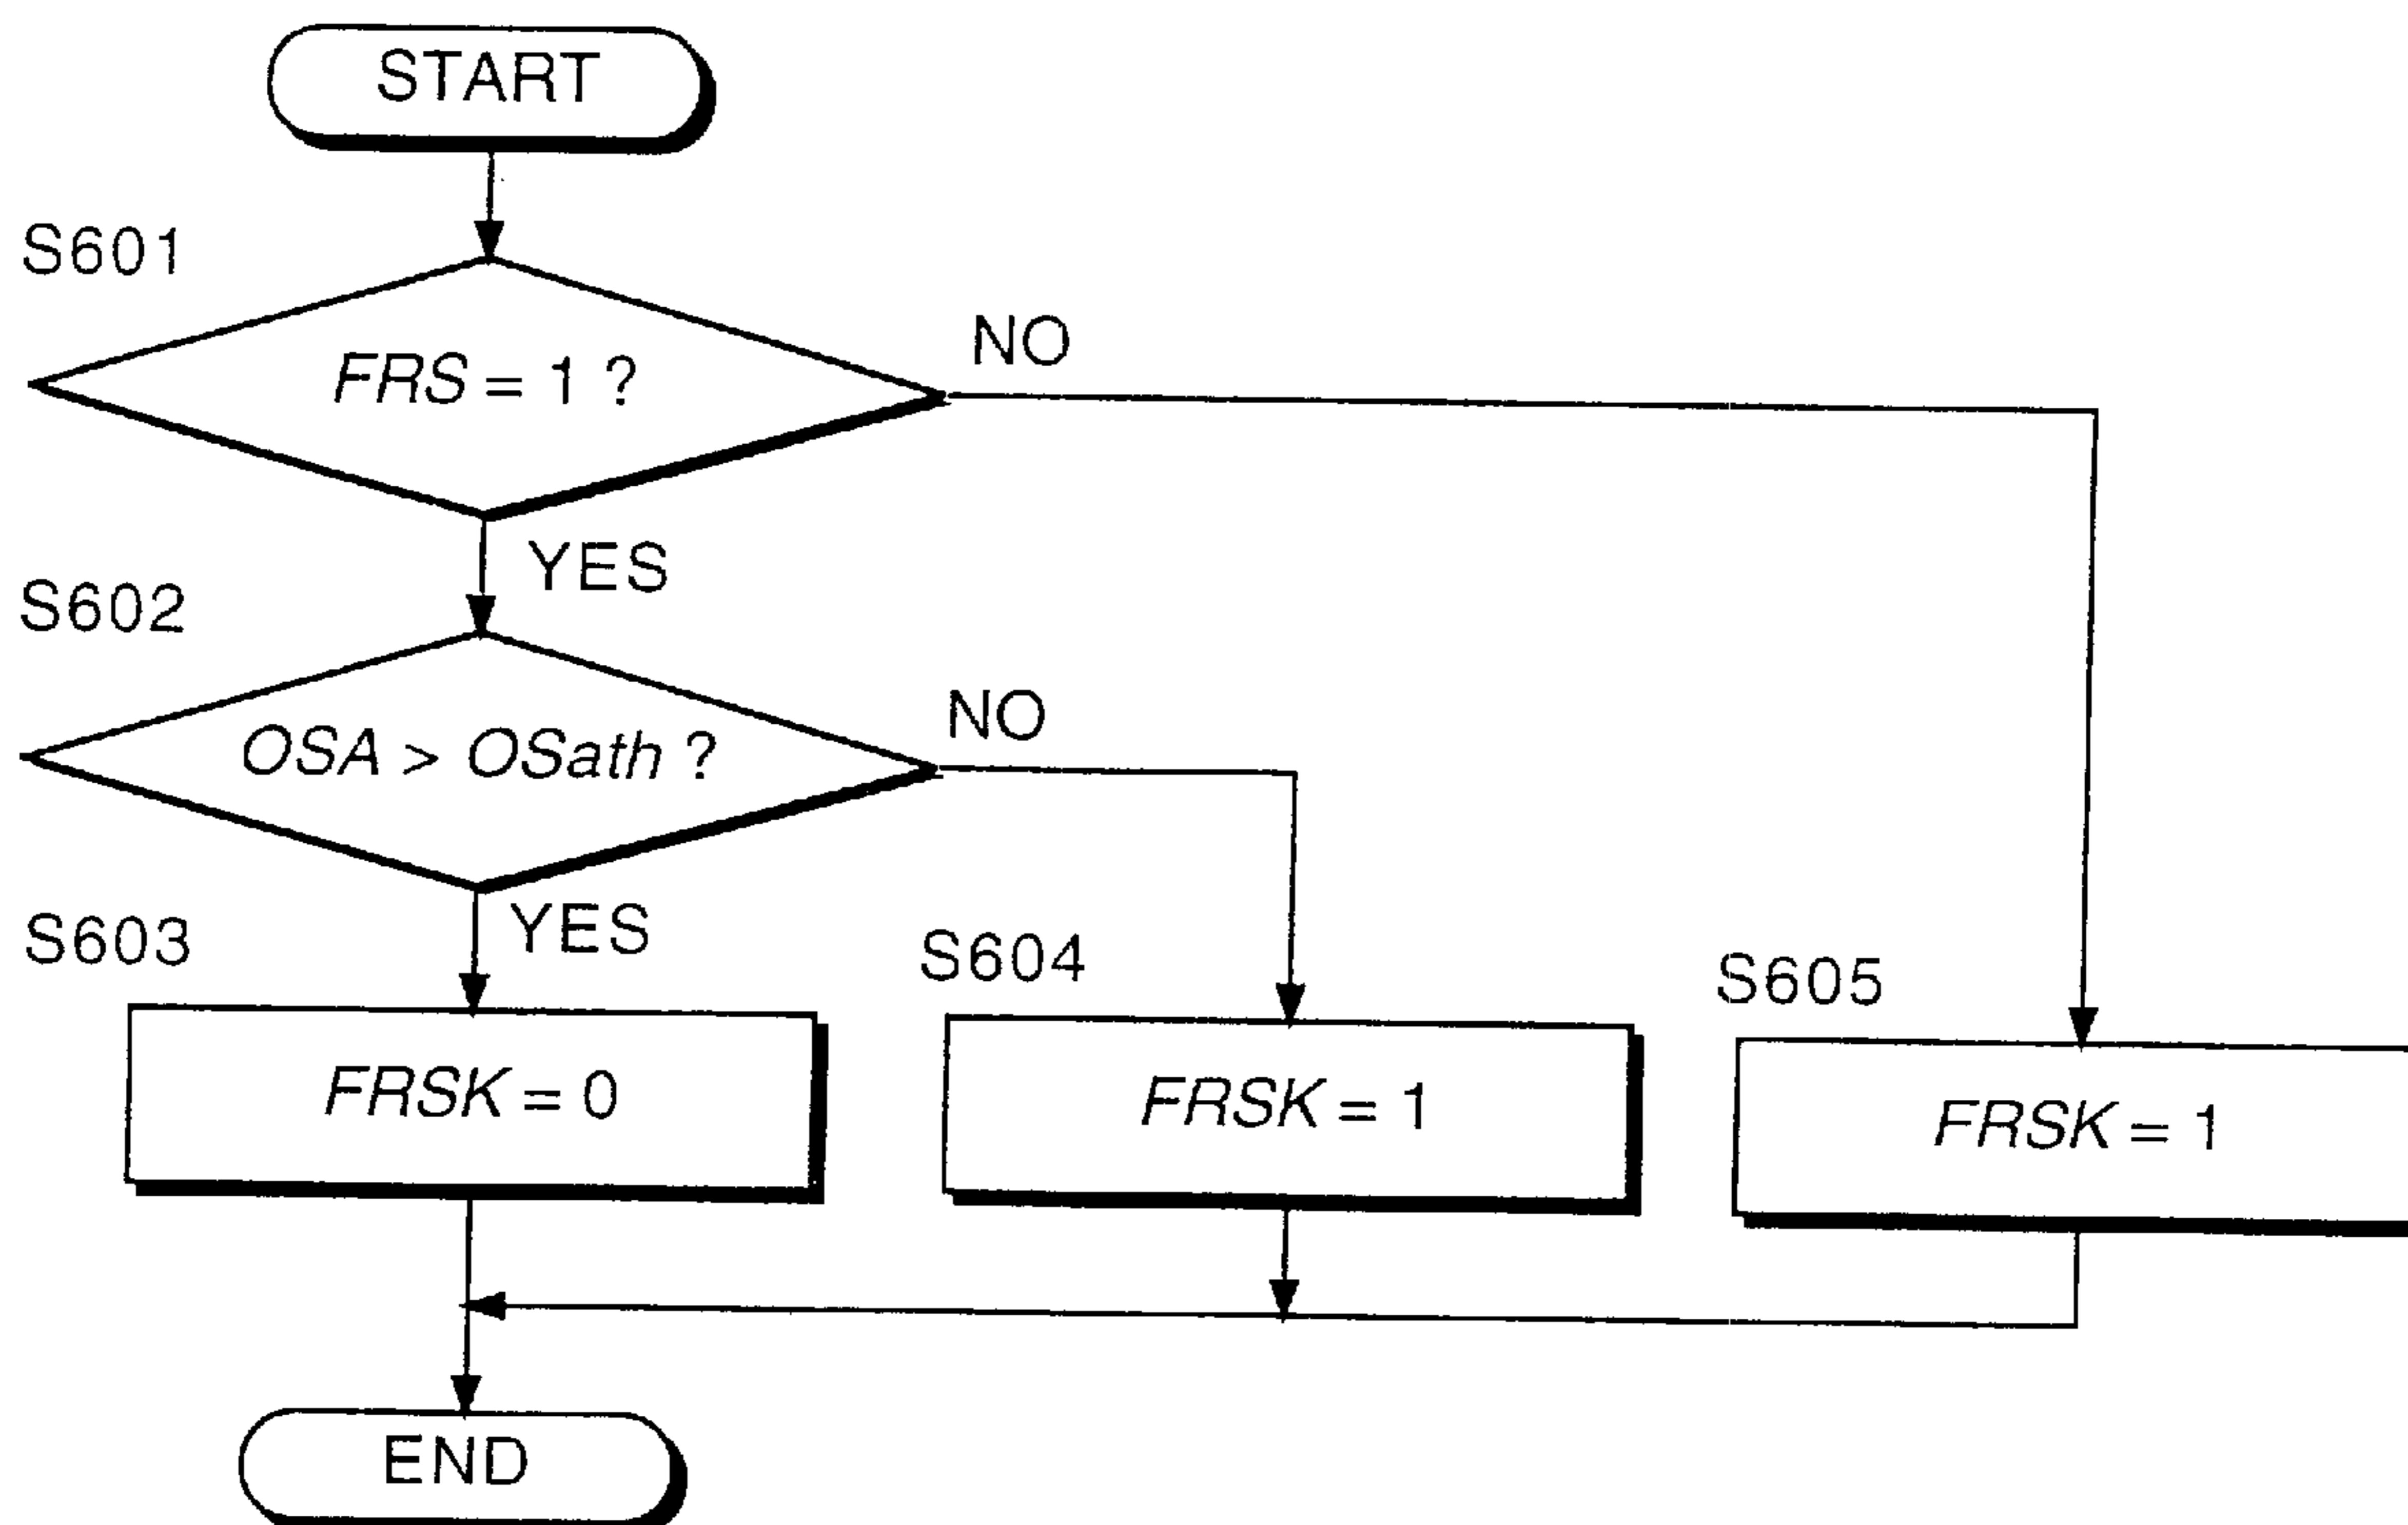 START
S601
FRS = 1 ?
NO
YES
S602
OSA > OSath ?
NO
YES
S603
S604
S605
FRSK = 0
FRSK = 1
FRSK = 1
END